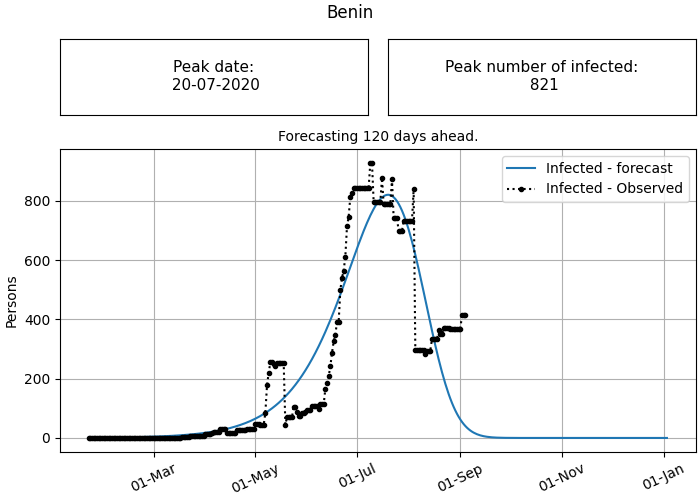 Benin
Peak date:
20-07-2020
Peak number of infected:
821
Forecasting 120 days ahead.
Infected - forecast
Infected - Observed
Persons
800
600
400
200
0
01-Mar
01-May
01-Jul
01-Sep
01-Nov
01-Jan